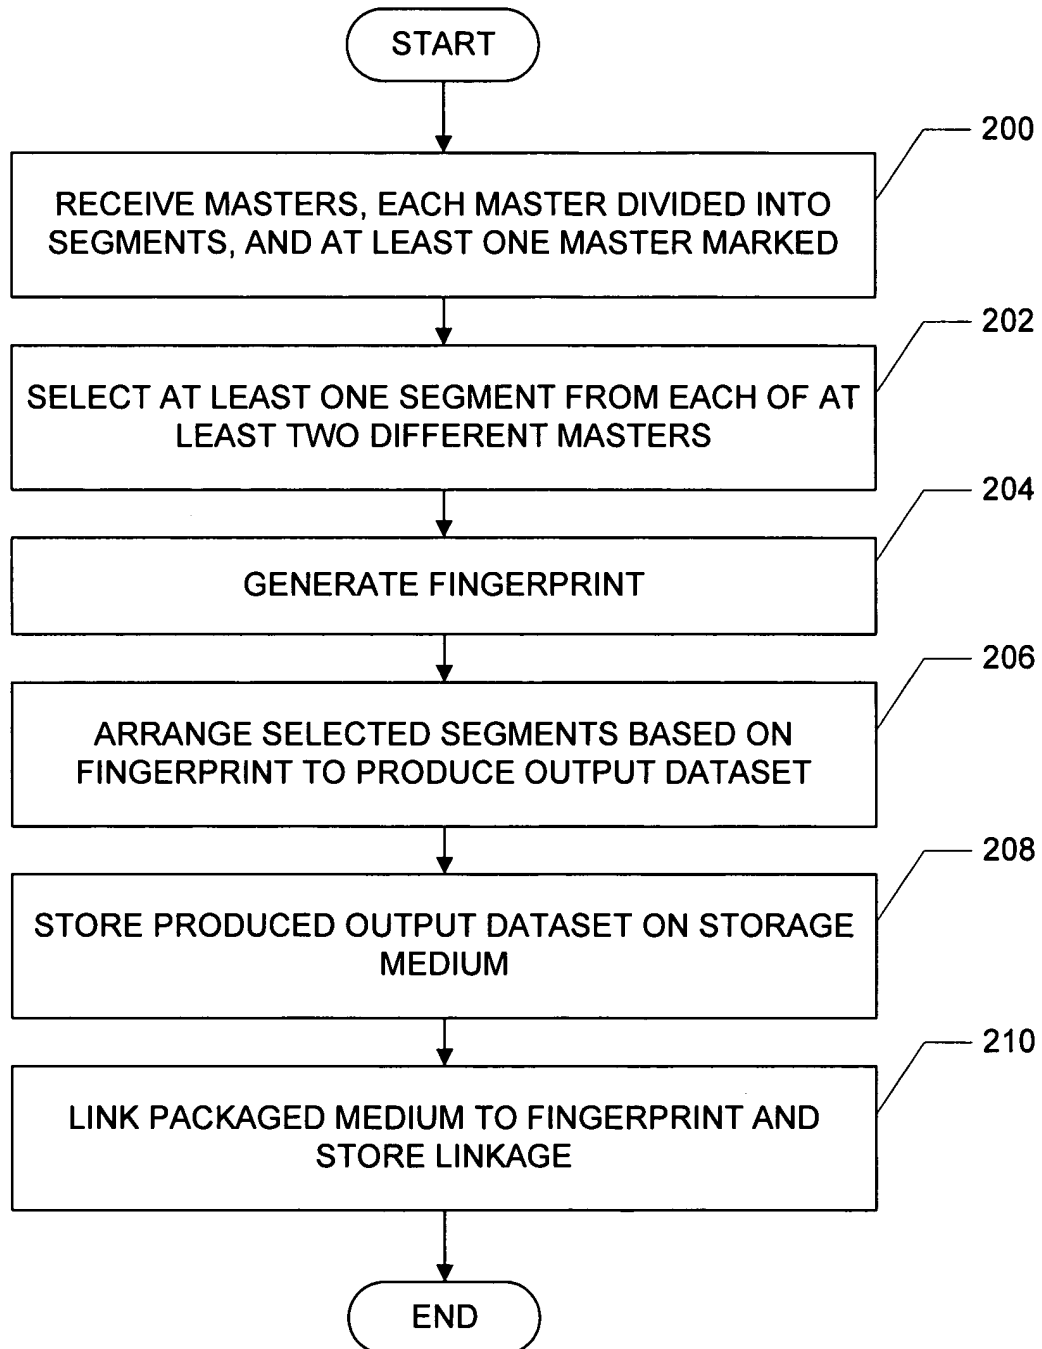 START
200
RECEIVE MASTERS, EACH MASTER DIVIDED INTO
SEGMENTS, AND AT LEAST ONE MASTER MARKED
202
SELECT AT LEAST ONE SEGMENT FROM EACH OF AT
LEAST TWO DIFFERENT MASTERS
204
GENERATE FINGERPRINT
206
ARRANGE SELECTED SEGMENTS BASED ON
FINGERPRINT TO PRODUCE OUTPUT DATASET
208
STORE PRODUCED OUTPUT DATASET ON STORAGE
MEDIUM
210
LINK PACKAGED MEDIUM TO FINGERPRINT AND
STORE LINKAGE
END